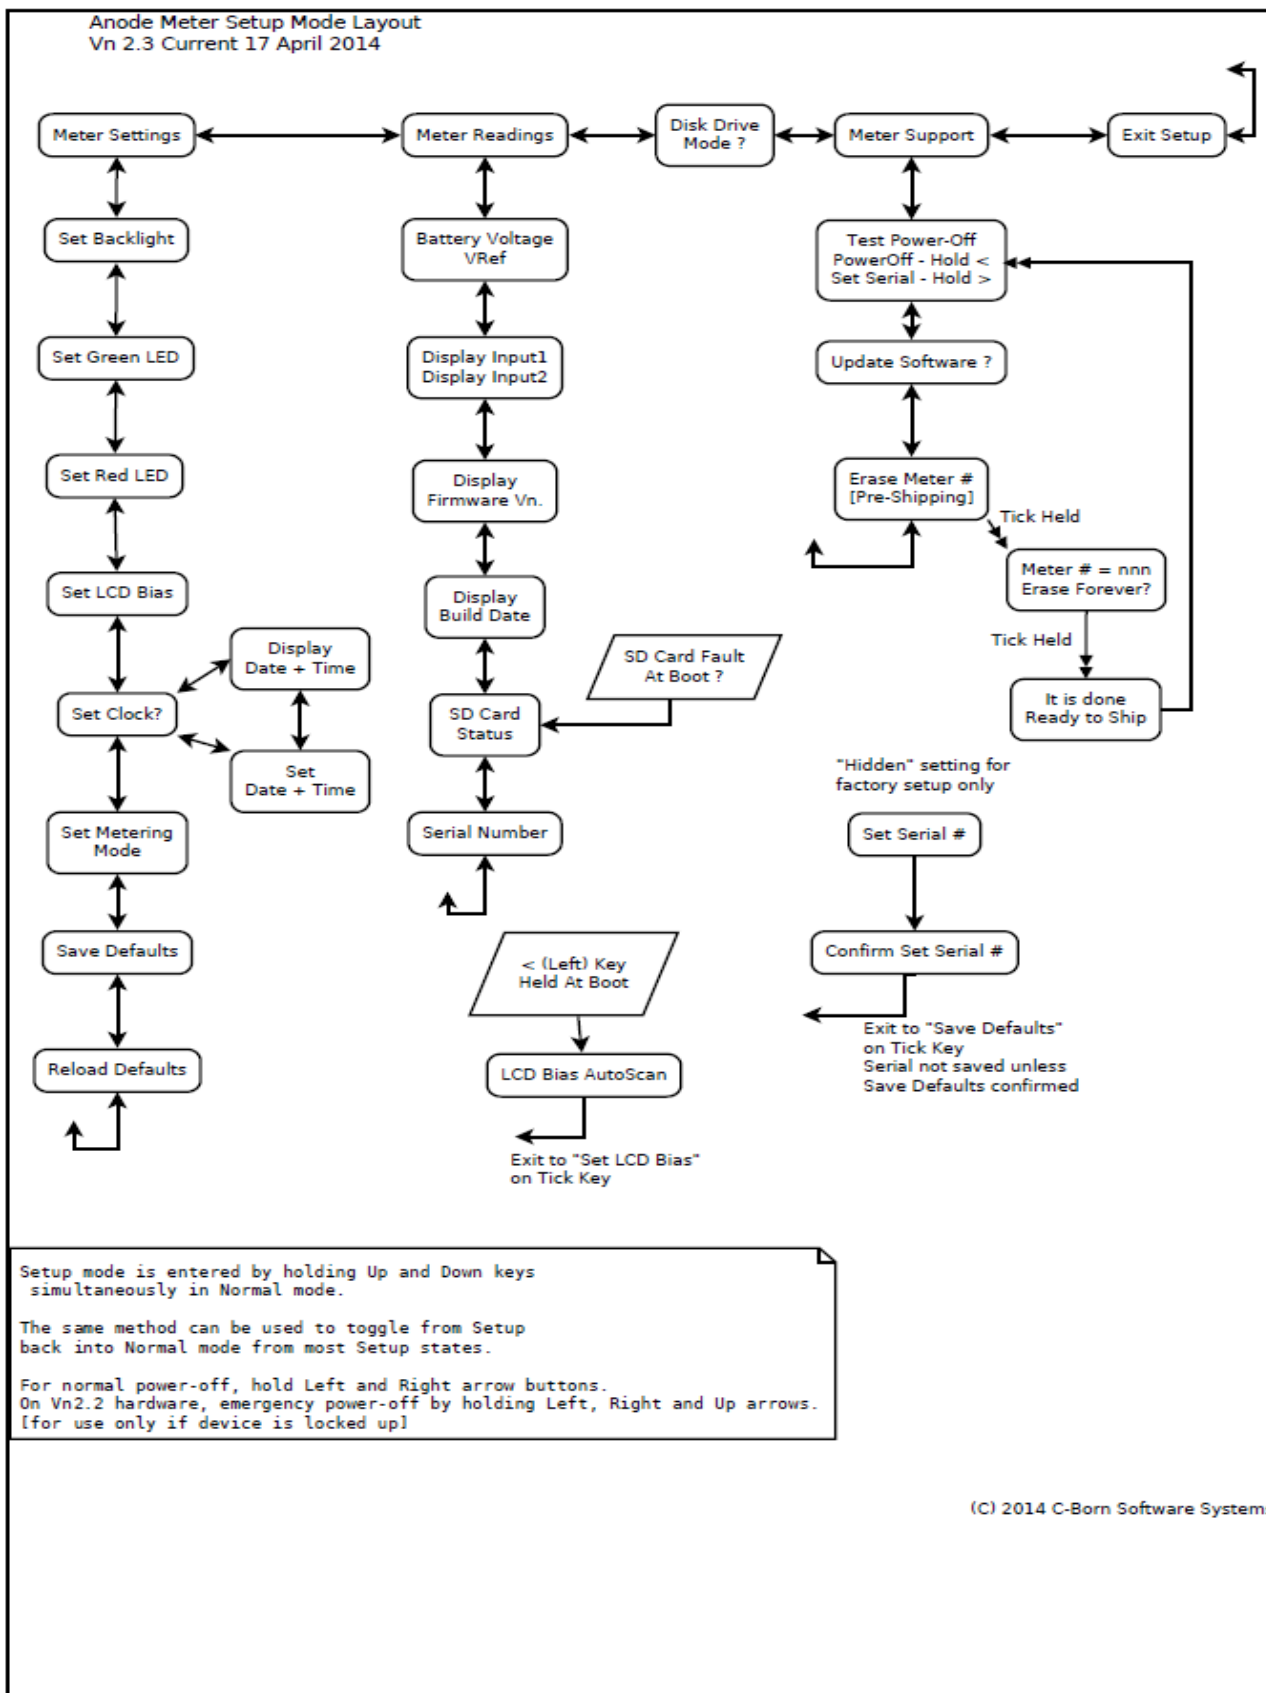 Anode Meter Setup Mode Layout
Vn 2.3 Current 17 April 2014
Meter Settings
Meter Readings
Disk Drive
Mode ?
Meter Support
Exit Setup
Set Backlight
Battery Voltage
VRef
Test Power-Off
PowerOff - Hold <
Set Serial - Hold >
Set Green LED
Display Input1
Display Input2
Update Software ?
Set Red LED
Display
Firmware Vn.
Erase Meter #
[Pre-Shipping]
Tick Held
Meter # = nnn
Erase Forever?
Set LCD Bias
Display
Build Date
Tick Held
Display
Date + Time
SD Card Fault
At Boot ?
Set Clock?
SD Card
Status
It is done
Ready to Ship
Set
Date + Time
"Hidden" setting for
factory setup only
Set Metering
Mode
Serial Number
Set Serial #
Save Defaults
< (Left) Key
Held At Boot
Confirm Set Serial #
Exit to "Save Defaults"
on Tick Key
Serial not saved unless
Save Defaults confirmed
Reload Defaults
LCD Bias AutoScan
Exit to "Set LCD Bias"
on Tick Key
Setup mode is entered by holding Up and Down keys
simultaneously in Normal mode.
The same method can be used to toggle from Setup
back into Normal mode from most Setup states.
For normal power-off, hold Left and Right arrow buttons.
On Vn2.2 hardware, emergency power-off by holding Left, Right and Up arrows.
[for use only if device is locked up]
(C) 2014 C-Born Software Systems